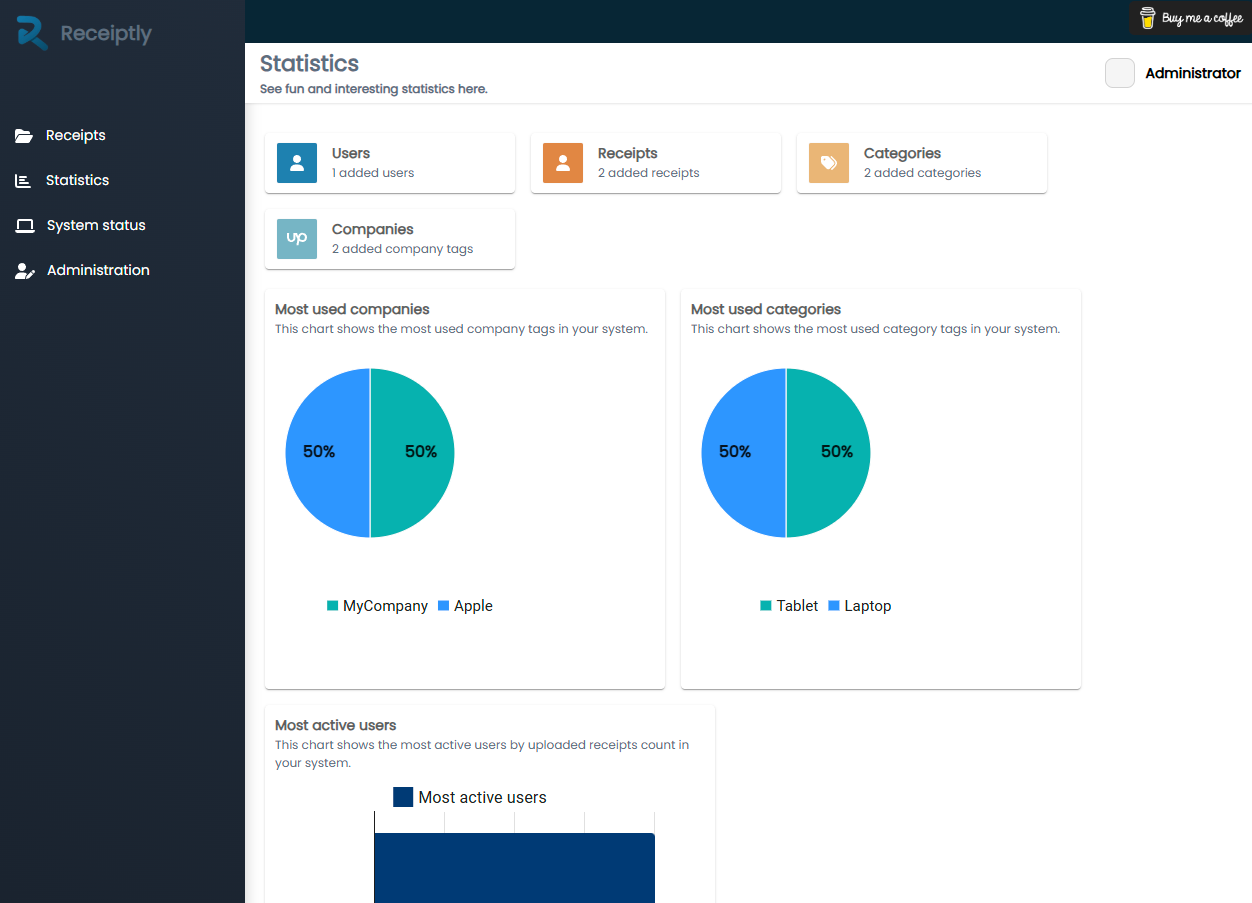 Receiptly
Buy me a coffee
Statistics
See fun and interesting statistics here.
Administrator
Receipts
Statistics
System status
Administration
Users
1 added users
Receipts
2 added receipts
Categories
2 added categories
up
Companies
2 added company tags
Most used companies
This chart shows the most used company tags in your system.
50%
50%
MyCompany
Apple
Most used categories
This chart shows the most used category tags in your system.
50%
50%
Tablet
Laptop
Most active users
This chart shows the most active users by uploaded receipts count in
your system.
Most active users